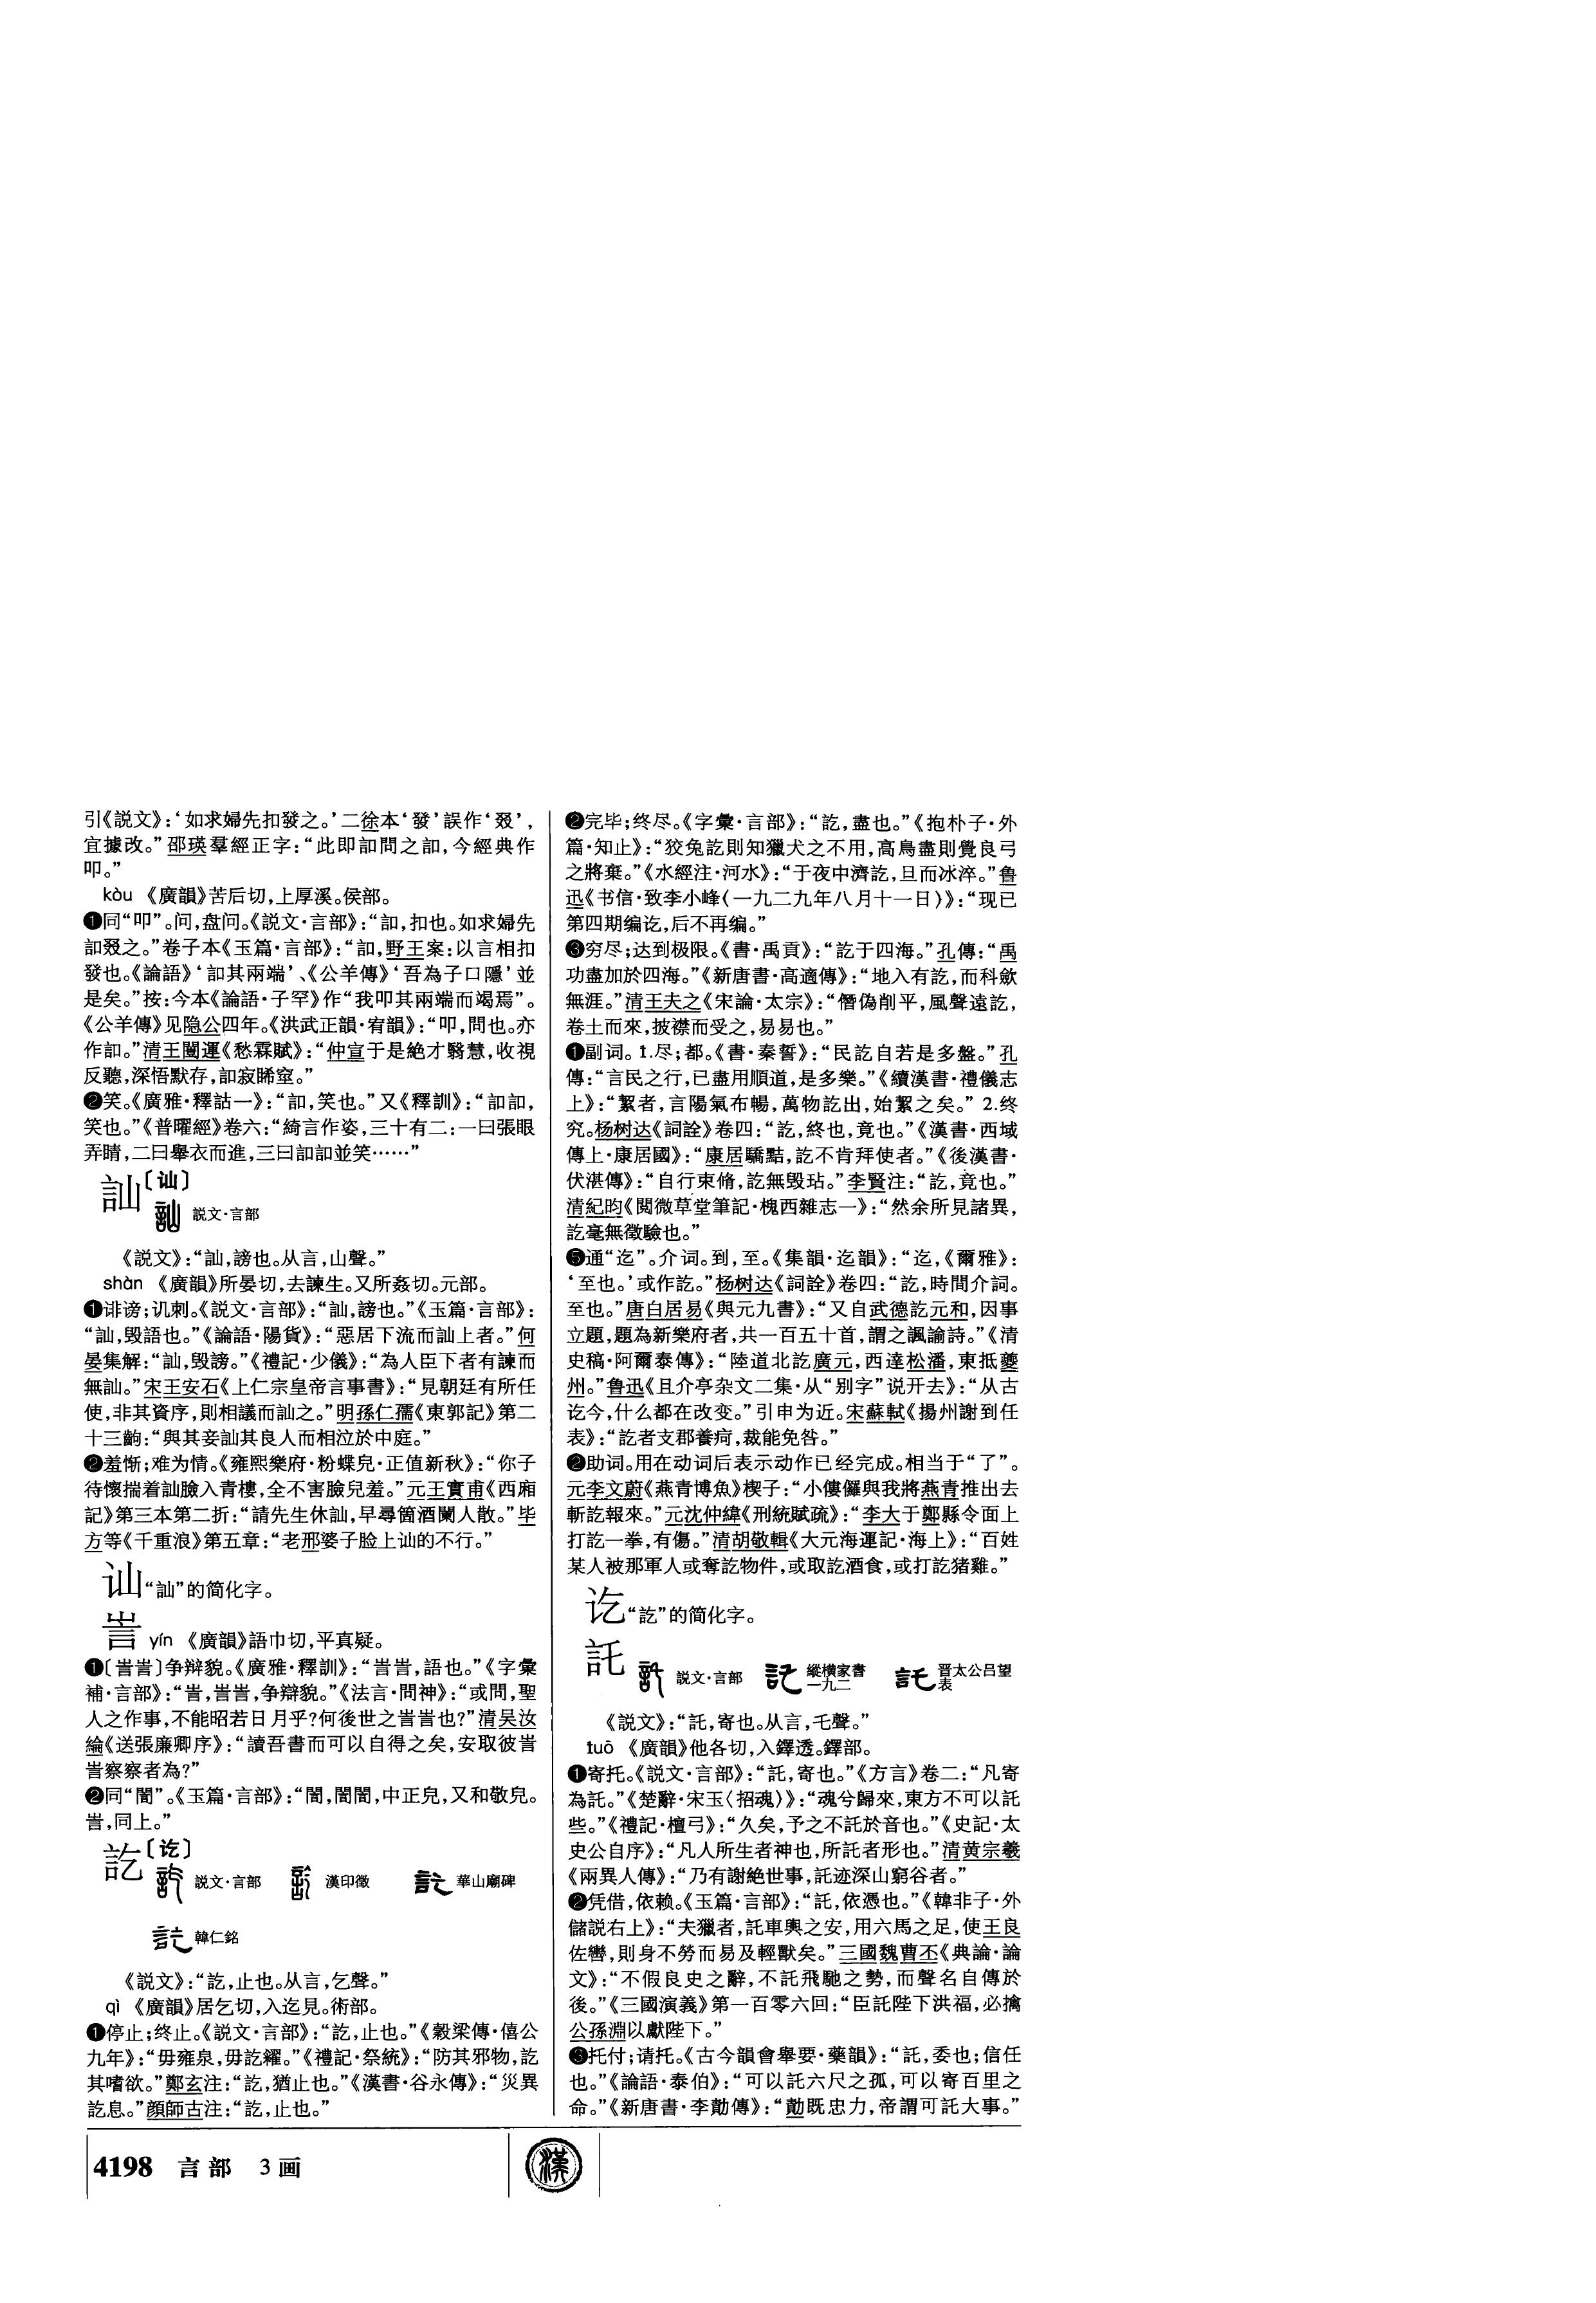 引《説文》：‘如求婦先扣發之。’二徐本‘發’誤作‘叕’，
宜據改。”邵瑛羣經正字：“此即訆問之訆，今經典作
叩。”
kòu 《廣韻》苦后切，上厚溪。侯部。
❶同“叩”。问，盘问。《説文·言部》：“訆，扣也。如求婦先
訆叕之。”卷子本《玉篇·言部》：“訆，野王案：以言相扣
發也。《論語》‘訆其兩端’、《公羊傳》‘吾為子口隱’並
是矣。”按：今本《論語·子罕》作“我叩其兩端而竭焉”。
《公羊傳》见隐公四年。《洪武正韻·宥韻》：“叩，問也。亦
作訆。”清王闓運《愁霖賦》：“仲宣于是絶才翳慧，收視
反聽，深悟默存，訆寂睎窒。”
❷笑。《廣雅·釋詁一》：“訆，笑也。”又《釋訓》：“訆訆，
笑也。”《普曜經》卷六：“綺言作姿，三十有二：一曰張眼
弄睛，二曰舉衣而進，三曰訆訆並笑……”
訕〔讪〕
説文·言部
《説文》：“訕，謗也。从言，山聲。”
shàn 《廣韻》所晏切，去諫生。又所姦切。元部。
❶诽谤；讥刺。《説文·言部》：“訕，謗也。”《玉篇·言部》：
“訕，毁語也。”《論語·陽貨》：“惡居下流而訕上者。”何
晏集解：“訕，毁謗。”《禮記·少儀》：“為人臣下者有諫而
無訕。”宋王安石《上仁宗皇帝言事書》：“見朝廷有所任
使，非其資序，則相議而訕之。”明孫仁孺《東郭記》第二
十三齣：“與其妾訕其良人而相泣於中庭。”
❷羞惭；难为情。《雍熙樂府·粉蝶兒·正值新秋》：“你子
待懷揣着訕臉入青樓，全不害臉兒羞。”元王實甫《西廂
記》第三本第二折：“請先生休訕，早尋箇酒闌人散。”毕
方等《千重浪》第五章：“老邢婆子脸上讪的不行。”
讪“訕”的简化字。
訔 yín 《廣韻》語巾切，平真疑。
❶〔訔訔〕争辩貌。《廣雅·釋訓》：“訔訔，語也。”《字彙
補·言部》：“訔，訔訔，争辯貌。”《法言·問神》：“或問，聖
人之作事，不能昭若日月乎？何後世之訔訔也？”清吴汝
綸《送張廉卿序》：“讀吾書而可以自得之矣，安取彼訔
訔察察者為？”
❷同“誾”。《玉篇·言部》：“誾，誾誾，中正皃，又和敬皃。
訔，同上。”
訖〔讫〕
説文·言部 漢印徵 華山廟碑
韓仁銘
《説文》：“訖，止也。从言，乞聲。”
qì 《廣韻》居乞切，入迄見。術部。
❶停止；终止。《説文·言部》：“訖，止也。”《穀梁傳·僖公
九年》：“毋雍泉，毋訖糴。”《禮記·祭統》：“防其邪物，訖
其嗜欲。”鄭玄注：“訖，猶止也。”《漢書·谷永傳》：“災異
訖息。”顔師古注：“訖，止也。”
❷完毕；终尽。《字彙·言部》：“訖，盡也。”《抱朴子·外
篇·知止》：“狡兔訖則知獵犬之不用，高鳥盡則覺良弓
之將棄。”《水經注·河水》：“于夜中濟訖，旦而冰泮。”鲁
迅《书信·致李小峰（一九二九年八月十一日）》：“现已
第四期编讫，后不再编。”
❸穷尽；达到极限。《書·禹貢》：“訖于四海。”孔傳：“禹
功盡加於四海。”《新唐書·高適傳》：“地入有訖，而科斂
無涯。”清王夫之《宋論·太宗》：“僭偽削平，風聲遠訖，
卷土而來，披襟而受之，易易也。”
❶副词。1.尽；都。《書·秦誓》：“民訖自若是多盤。”孔
傳：“言民之行，已盡用順道，是多樂。”《續漢書·禮儀志
上》：“絜者，言陽氣布暢，萬物訖出，始絜之矣。”2.终
究。杨树达《詞詮》卷四：“訖，終也，竟也。”《漢書·西域
傳上·康居國》：“康居驕黠，訖不肯拜使者。”《後漢書·
伏湛傳》：“自行束脩，訖無毁玷。”李賢注：“訖，竟也。”
清紀昀《閲微草堂筆記·槐西雜志一》：“然余所見諸異，
訖毫無徵驗也。”
❺通“迄”。介词。到，至。《集韻·迄韻》：“迄，《爾雅》：
‘至也。’或作訖。”杨树达《詞詮》卷四：“訖，時間介詞。
至也。”唐白居易《與元九書》：“又自武德訖元和，因事
立題，題為新樂府者，共一百五十首，謂之諷諭詩。”《清
史稿·阿爾泰傳》：“陸道北訖廣元，西達松潘，東抵夔
州。”鲁迅《且介亭杂文二集·从“别字”说开去》：“从古
讫今，什么都在改变。”引申为近。宋蘇軾《揚州謝到任
表》：“訖者支郡養疴，裁能免咎。”
❷助词。用在动词后表示动作已经完成。相当于“了”。
元李文蔚《燕青博魚》楔子：“小僂儸與我將燕青推出去
斬訖報來。”元沈仲緯《刑統賦疏》：“李大于鄭縣令面上
打訖一拳，有傷。”清胡敬輯《大元海運記·海上》：“百姓
某人被那軍人或奪訖物件，或取訖酒食，或打訖猪雞。”
讫“訖”的简化字。
託 説文·言部 縱横家書一九二 晋太公吕望表
《説文》：“託，寄也。从言，乇聲。”
tuō 《廣韻》他各切，入鐸透。鐸部。
❶寄托。《説文·言部》：“託，寄也。”《方言》卷二：“凡寄
為託。”《楚辭·宋玉〈招魂〉》：“魂兮歸來，東方不可以託
些。”《禮記·檀弓》：“久矣，予之不託於音也。”《史記·太
史公自序》：“凡人所生者神也，所託者形也。”清黄宗羲
《兩異人傳》：“乃有謝絶世事，託迹深山窮谷者。”
❷凭借，依赖。《玉篇·言部》：“託，依憑也。”《韓非子·外
儲説右上》：“夫獵者，託車輿之安，用六馬之足，使王良
佐轡，則身不勞而易及輕獸矣。”三國魏曹丕《典論·論
文》：“不假良史之辭，不託飛馳之勢，而聲名自傳於
後。”《三國演義》第一百零六回：“臣託陛下洪福，必擒
公孫淵以獻陛下。”
❸托付；请托。《古今韻會舉要·藥韻》：“託，委也；信任
也。”《論語·泰伯》：“可以託六尺之孤，可以寄百里之
命。”《新唐書·李勣傳》：“勣既忠力，帝謂可託大事。”
4198 言部 3画
漢